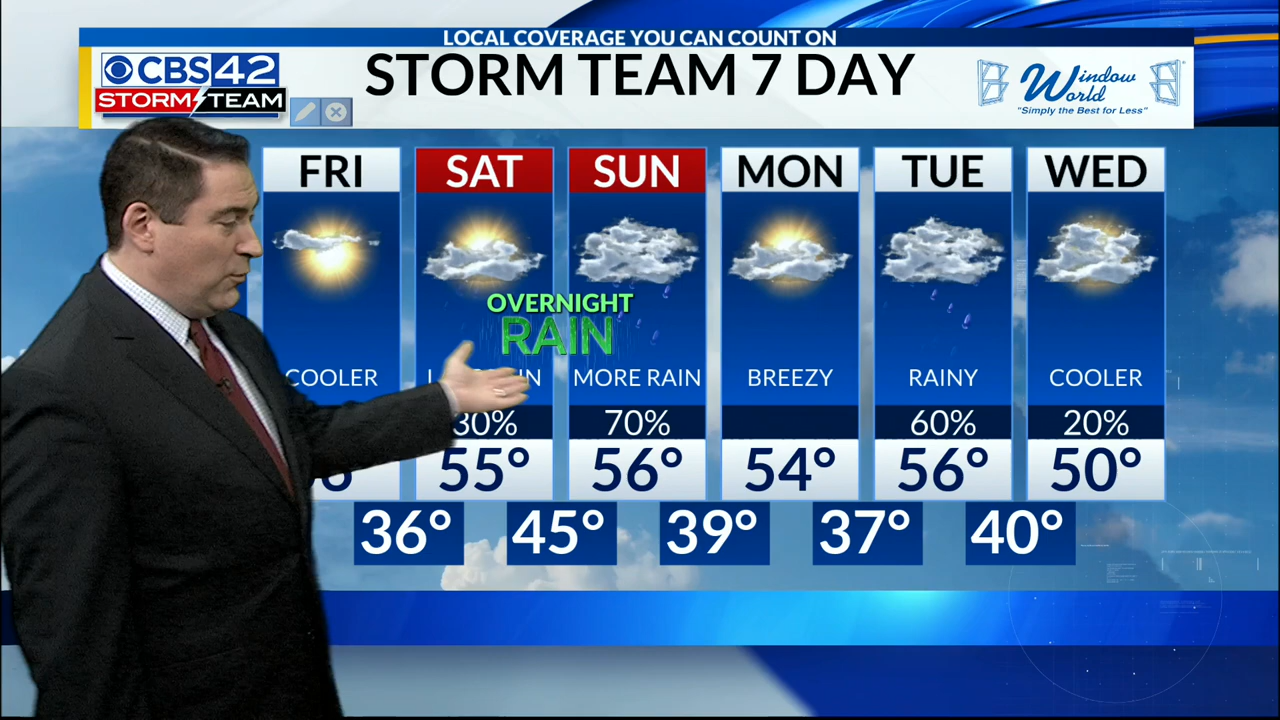 LOCAL COVERAGE YOU CAN COUNT ON
CBS 42
STORM TEAM
STORM TEAM 7 DAY
Window World
"Simply the Best for Less"
FRI SAT SUN MON TUE WED
OVERNIGHT
RAIN
COOLER MORE RAIN BREEZY RAINY COOLER
30% 70% 60% 20%
55° 56° 54° 56° 50°
36° 45° 39° 37° 40°